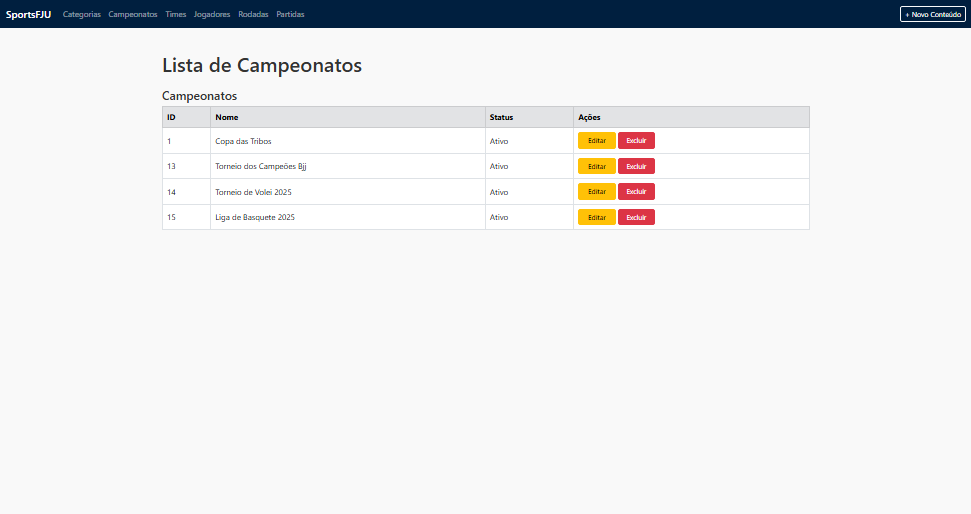 SportsFJU Categorias Campeonatos Times Jogadores Rodadas Partidas + Novo Conteúdo
Lista de Campeonatos
Campeonatos
ID Nome Status Ações
1 Copa das Tribos Ativo Editar Excluir
13 Torneio dos Campeões Bjj Ativo Editar Excluir
14 Torneio de Volei 2025 Ativo Editar Excluir
15 Liga de Basquete 2025 Ativo Editar Excluir